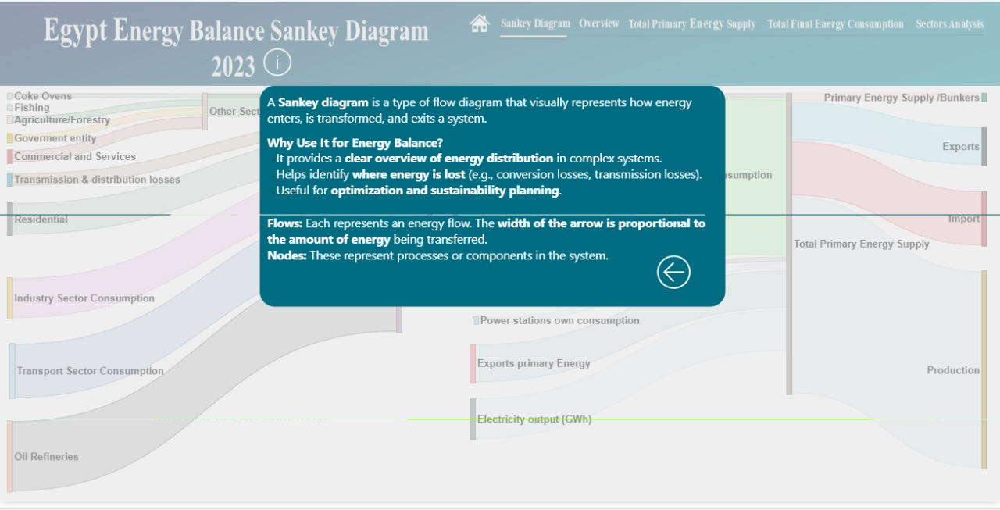 Egypt Energy Balance Sankey Diagram
2023 i
Sankey Diagram Overview Total Primary Energy Supply Total Final Energy Consumption Sectors Analysis
Coke Ovens
Fishing
Agriculture/Forestry
Goverment entity
Commercial and Services
Transmission & distribution losses
Residential
Industry Sector Consumption
Transport Sector Consumption
Oil Refineries
Other Sect
A Sankey diagram is a type of flow diagram that visually represents how energy
enters, is transformed, and exits a system.
Why Use It for Energy Balance?
It provides a clear overview of energy distribution in complex systems.
Helps identify where energy is lost (e.g., conversion losses, transmission losses).
Useful for optimization and sustainability planning.
Flows: Each represents an energy flow. The width of the arrow is proportional to
the amount of energy being transferred.
Nodes: These represent processes or components in the system.
Power stations own consumption
Exports primary Energy
Electricity output (GWh)
sumption
Total Primary Energy Supply
Primary Energy Supply /Bunkers
Exports
Import
Production